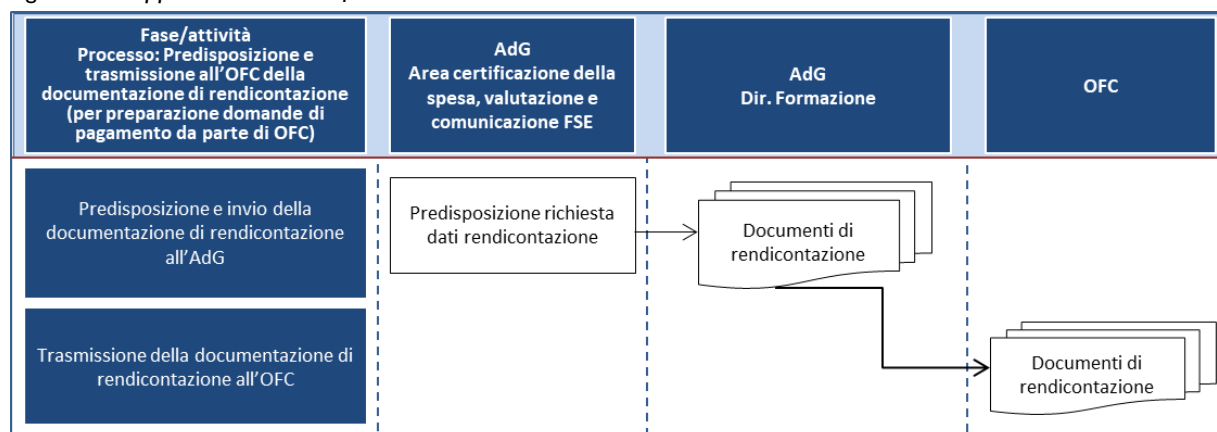 Fase/attività
Processo: Predisposizione e
trasmissione all'OFC della
documentazione di rendicontazione
(per preparazione domande di
pagamento da parte di OFC)
AdG
Area certificazione della
spesa, valutazione e
comunicazione FSE
AdG
Dir. Formazione
OFC
Predisposizione e invio della
documentazione di rendicontazione
all'AdG
Predisposizione richiesta
dati rendicontazione
Documenti di
rendicontazione
Trasmissione della documentazione di
rendicontazione all'OFC
Documenti di
rendicontazione